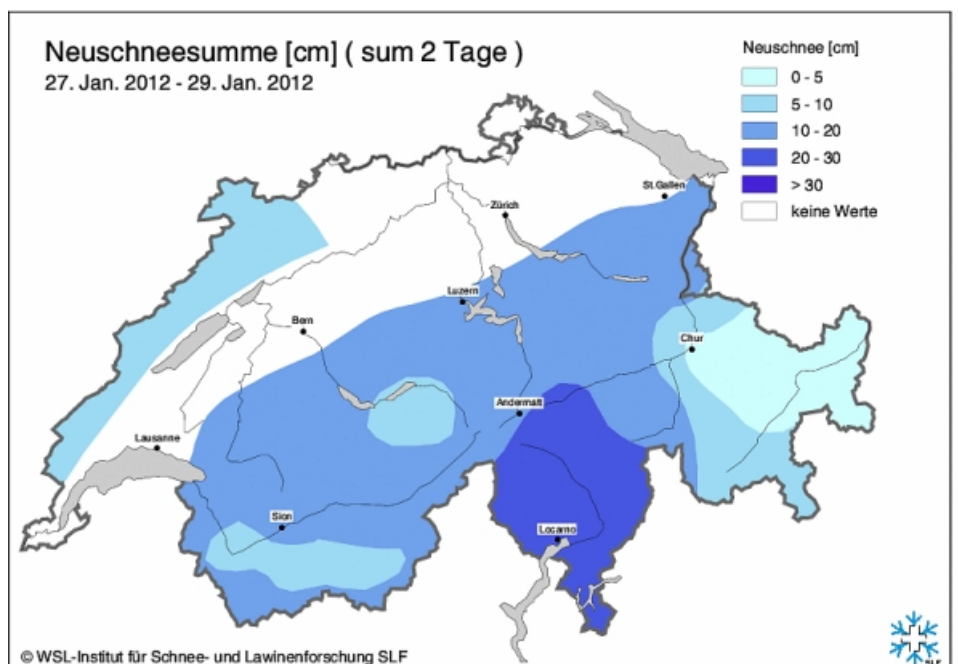 Neuschneesumme [cm] ( sum 2 Tage )
27. Jan. 2012 - 29. Jan. 2012
Neuschnee [cm]
0 - 5
5 - 10
10 - 20
20 - 30
> 30
keine Werte
St.Gallen
Zürich
Luzern
Bern
Chur
Andermatt
Lausanne
Sion
Locarno
© WSL-Institut für Schnee- und Lawinenforschung SLF
SLF